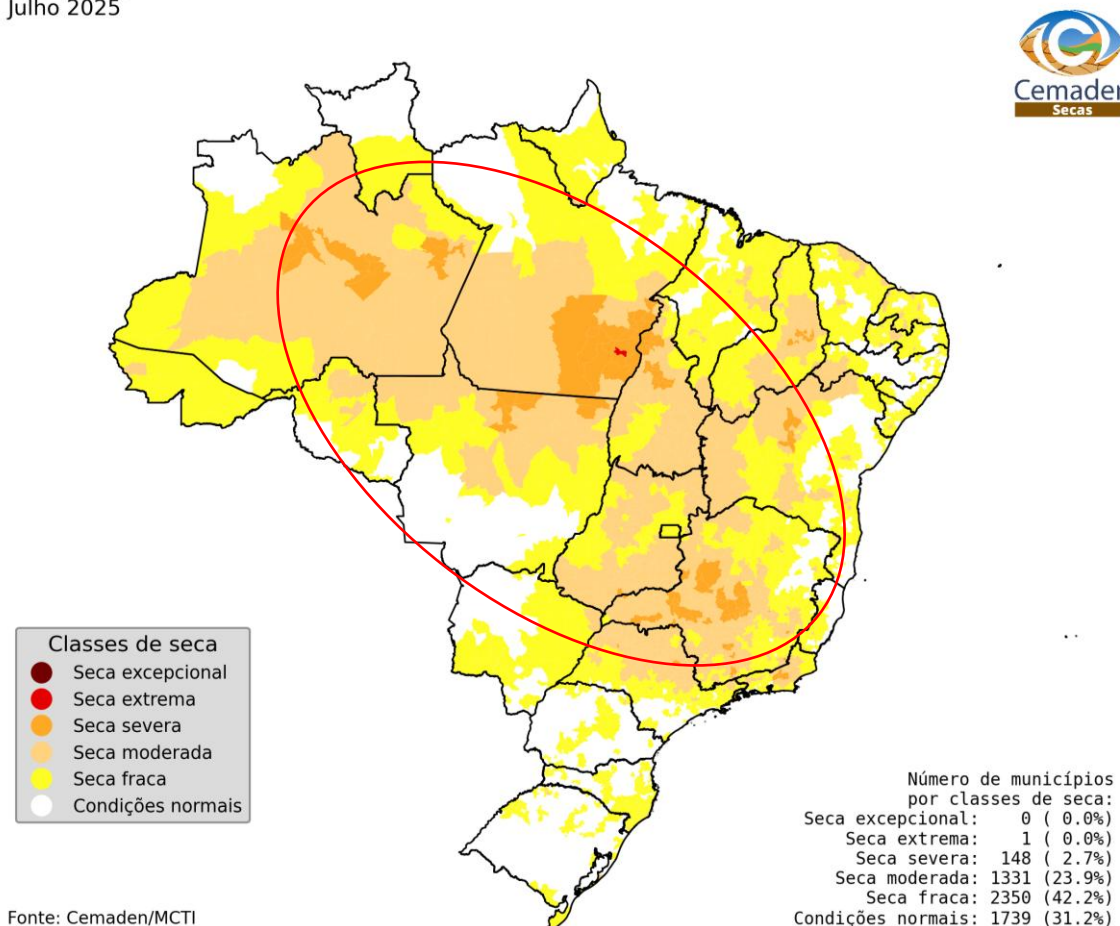 Julho 2025
Cemaden
Secas
Classes de seca
Seca excepcional
Seca extrema
Seca severa
Seca moderada
Seca fraca
Condições normais
Número de municípios
por classes de seca:
Seca excepcional: 0 ( 0.0%)
Seca extrema: 1 ( 0.0%)
Seca severa: 148 ( 2.7%)
Seca moderada: 1331 (23.9%)
Seca fraca: 2350 (42.2%)
Condições normais: 1739 (31.2%)
Fonte: Cemaden/MCTI